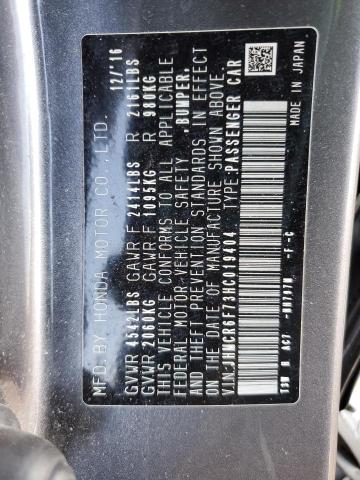 MFD. BY HONDA MOTOR CO.,LTD. 12/'16
GVWR 4542LBS GAWR F 2414LBS R 2161LBS
GVWR 2060KG GAWR F 1095KG R 980KG
THIS VEHICLE CONFORMS TO ALL APPLICABLE
FEDERAL MOTOR VEHICLE SAFETY ,BUMPER,
AND THEFT PREVENTION STANDARDS IN EFFECT
ON THE DATE OF MANUFACTURE SHOWN ABOVE.
V.I.N:JHMCR6F73HC019404 TYPE:PASSENGER CAR
AC7 -F -C MADE IN JAPAN